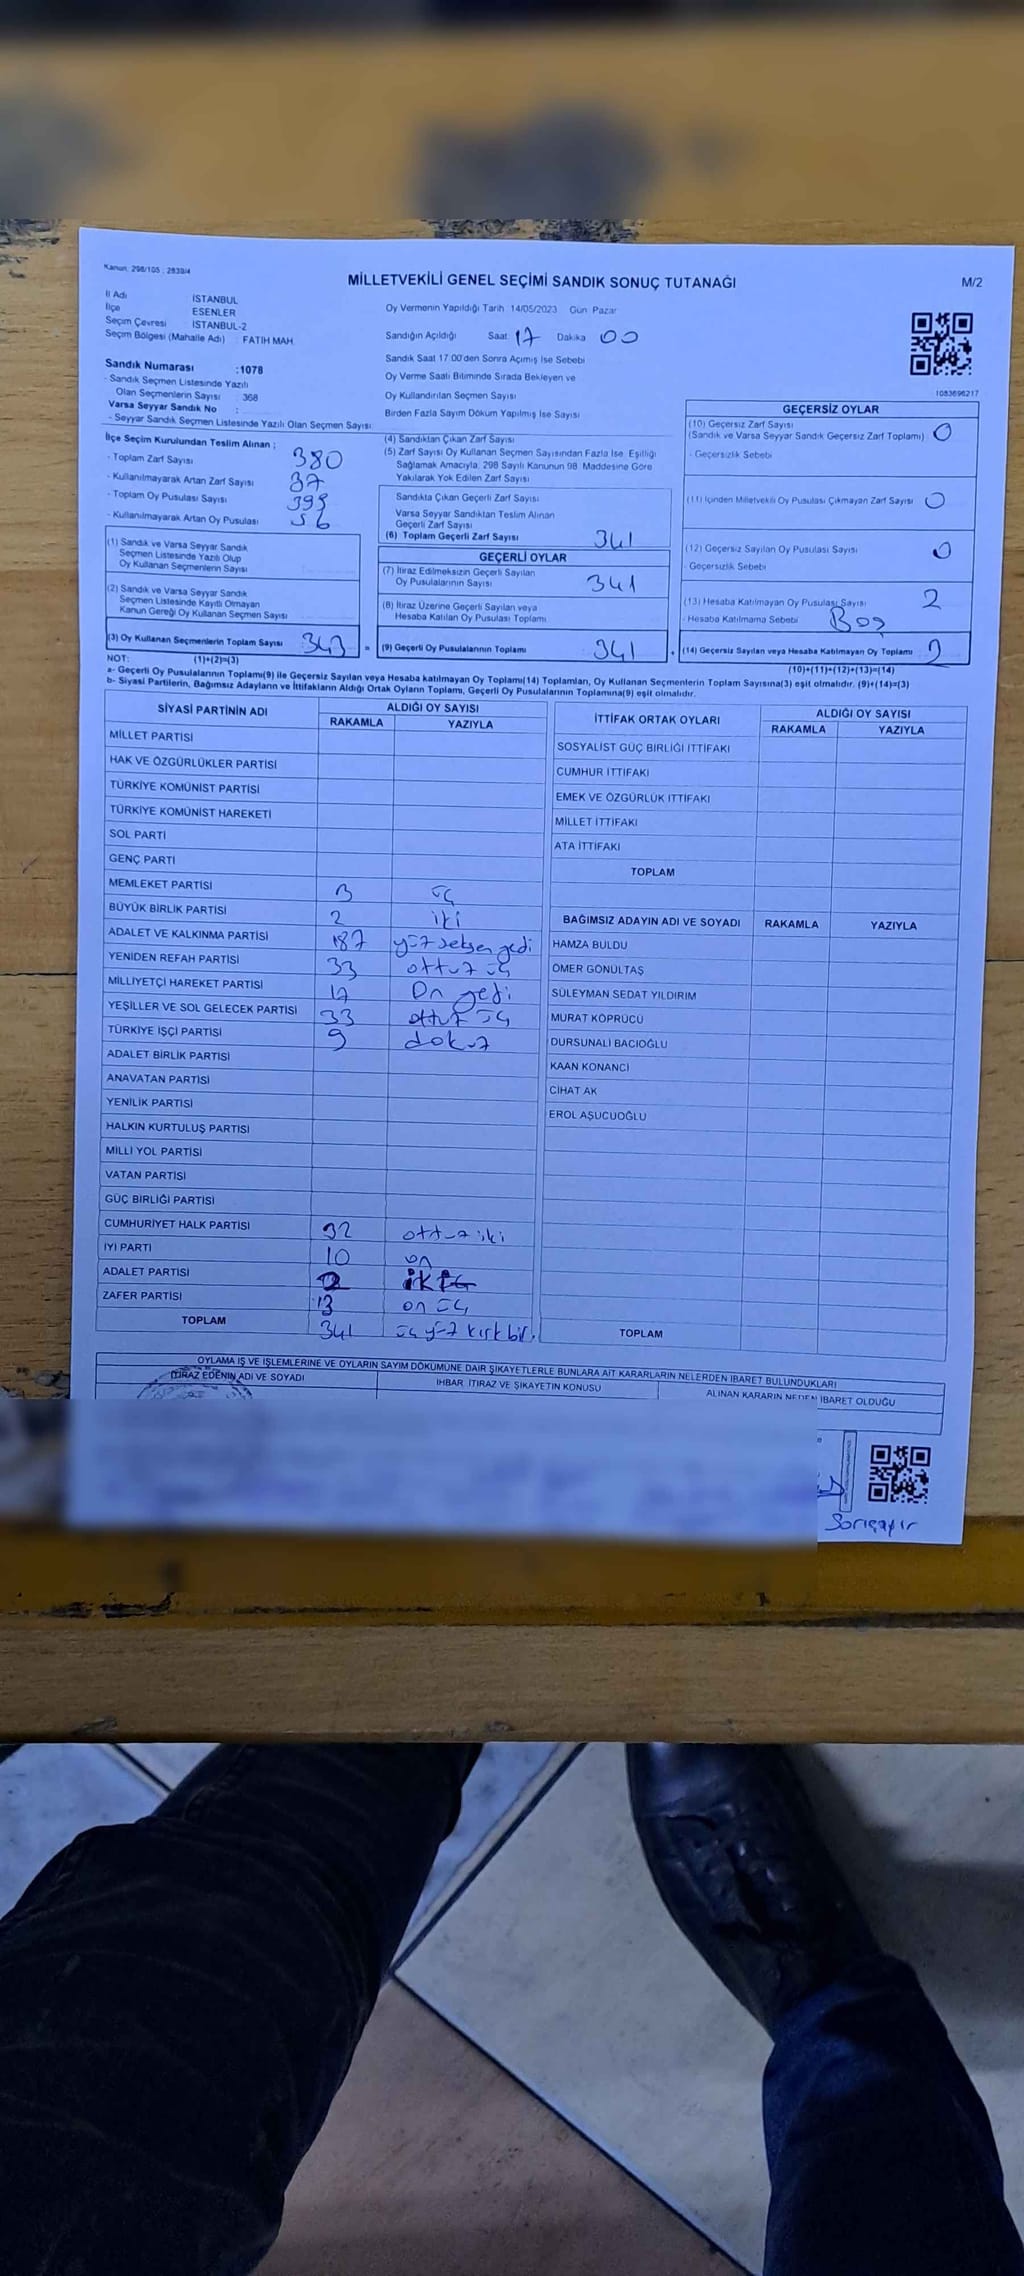 Kanun: 298/105 ; 2839/4
MİLLETVEKİLİ GENEL SEÇİMİ SANDIK SONUÇ TUTANAĞI
M/2
İl Adı İSTANBUL
İlçe ESENLER
Seçim Çevresi İSTANBUL-2
Seçim Bölgesi (Mahalle Adı) : FATİH MAH.
Sandık Numarası :1078
- Sandık Seçmen Listesinde Yazılı
Olan Seçmenlerin Sayısı : 368
Varsa Seyyar Sandık No :
- Seyyar Sandık Seçmen Listesinde Yazılı Olan Seçmen Sayısı:
Oy Vermenin Yapıldığı Tarih 14/05/2023 Gün Pazar
Sandığın Açıldığı Saat 17 Dakika 00
Sandık Saat 17.00'den Sonra Açımış İse Sebebi
Oy Verme Saati Bitiminde Sırada Bekleyen ve
Oy Kullandırılan Seçmen Sayısı
Birden Fazla Sayım Döküm Yapılmış İse Sayısı
1083696217
İlçe Seçim Kurulundan Teslim Alınan ;
- Toplam Zarf Sayısı 380
- Kullanılmayarak Artan Zarf Sayısı 37
- Toplam Oy Pusulası Sayısı
- Kullanılmayarak Artan Oy Pusulası 56
(1) Sandık ve Varsa Seyyar Sandık
Seçmen Listesinde Yazılı Olup
Oy Kullanan Seçmenlerin Sayısı
(2) Sandık ve Varsa Seyyar Sandık
Seçmen Listesinde Kayıtlı Olmayan
Kanun Gereği Oy Kullanan Seçmen Sayısı
(3) Oy Kullanan Seçmenlerin Toplam Sayısı 343 =
(4) Sandıktan Çıkan Zarf Sayısı
(5) Zarf Sayısı Oy Kullanan Seçmen Sayısından Fazla İse, Eşitliği
Sağlamak Amacıyla, 298 Sayılı Kanunun 98. Maddesine Göre
Yakılarak Yok Edilen Zarf Sayısı
Sandıkta Çıkan Geçerli Zarf Sayısı
Varsa Seyyar Sandıktan Teslim Alınan
Geçerli Zarf Sayısı
(6) Toplam Geçerli Zarf Sayısı 341
GEÇERLİ OYLAR
(7) İtiraz Edilmeksizin Geçerli Sayılan
Oy Pusulalarının Sayısı 341
(8) İtiraz Üzerine Geçerli Sayılan veya
Hesaba Katılan Oy Pusulası Toplamı
(9) Geçerli Oy Pusulalarının Toplamı 341 +
GEÇERSİZ OYLAR
(10) Geçersiz Zarf Sayısı
(Sandık ve Varsa Seyyar Sandık Geçersiz Zarf Toplamı) 0
- Geçersizlik Sebebi
(11) İçinden Milletvekili Oy Pusulası Çıkmayan Zarf Sayısı 0
(12) Geçersiz Sayılan Oy Pusulası Sayısı 0
- Geçersizlik Sebebi
(13) Hesaba Katılmayan Oy Pusulası Sayısı 2
- Hesaba Katılmama Sebebi Boş
(14) Geçersiz Sayılan veya Hesaba Katılmayan Oy Toplamı 2
NOT: (1)+(2)=(3) (10)+(11)+(12)+(13)=(14)
a- Geçerli Oy Pusulalarının Toplamı(9) ile Geçersiz Sayılan veya Hesaba katılmayan Oy Toplamı(14) Toplamları, Oy Kullanan Seçmenlerin Toplam Sayısına(3) eşit olmalıdır. (9)+(14)=(3)
b- Siyasi Partilerin, Bağımsız Adayların ve İttifakların Aldığı Ortak Oyların Toplamı, Geçerli Oy Pusulalarının Toplamına(9) eşit olmalıdır.
SİYASİ PARTİNİN ADI ALDIĞI OY SAYISI
RAKAMLA YAZIYLA
MİLLET PARTİSİ
HAK VE ÖZGÜRLÜKLER PARTİSİ
TÜRKİYE KOMÜNİST PARTİSİ
TÜRKİYE KOMÜNİST HAREKETİ
SOL PARTİ
GENÇ PARTİ
MEMLEKET PARTİSİ 3 üç
BÜYÜK BİRLİK PARTİSİ 2 iki
ADALET VE KALKINMA PARTİSİ 187 yüz seksen yedi
YENİDEN REFAH PARTİSİ 33 ottuz üç
MİLLİYETÇİ HAREKET PARTİSİ 17 On yedi
YEŞİLLER VE SOL GELECEK PARTİSİ 33 ottuz üç
TÜRKİYE İŞÇİ PARTİSİ 9 dokuz
ADALET BİRLİK PARTİSİ
ANAVATAN PARTİSİ
YENİLİK PARTİSİ
HALKIN KURTULUŞ PARTİSİ
MİLLİ YOL PARTİSİ
VATAN PARTİSİ
GÜÇ BİRLİĞİ PARTİSİ
CUMHURİYET HALK PARTİSİ 32 ottuz iki
İYİ PARTİ 10 on
ADALET PARTİSİ 2
ZAFER PARTİSİ 13 on üç
TOPLAM 341 üç yüz kırk bir.
İTTİFAK ORTAK OYLARI ALDIĞI OY SAYISI
RAKAMLA YAZIYLA
SOSYALİST GÜÇ BİRLİĞİ İTTİFAKI
CUMHUR İTTİFAKI
EMEK VE ÖZGÜRLÜK İTTİFAKI
MİLLET İTTİFAKI
ATA İTTİFAKI
TOPLAM
BAĞIMSIZ ADAYIN ADI VE SOYADI RAKAMLA YAZIYLA
HAMZA BULDU
ÖMER GÖNÜLTAŞ
SÜLEYMAN SEDAT YILDIRIM
MURAT KÖPRÜCÜ
DURSUNALİ BACIOĞLU
KAAN KONANCİ
CİHAT AK
EROL AŞUCUOĞLU
TOPLAM
OYLAMA İŞ VE İŞLEMLERİNE VE OYLARIN SAYIM DÖKÜMÜNE DAİR ŞİKAYETLERLE BUNLARA AİT KARARLARIN NELERDEN İBARET BULUNDUKLARI
İTİRAZ EDENİN ADI VE SOYADI İHBAR, İTİRAZ VE ŞİKAYETİN KONUSU ALINAN KARARIN NEDEN İBARET OLDUĞU